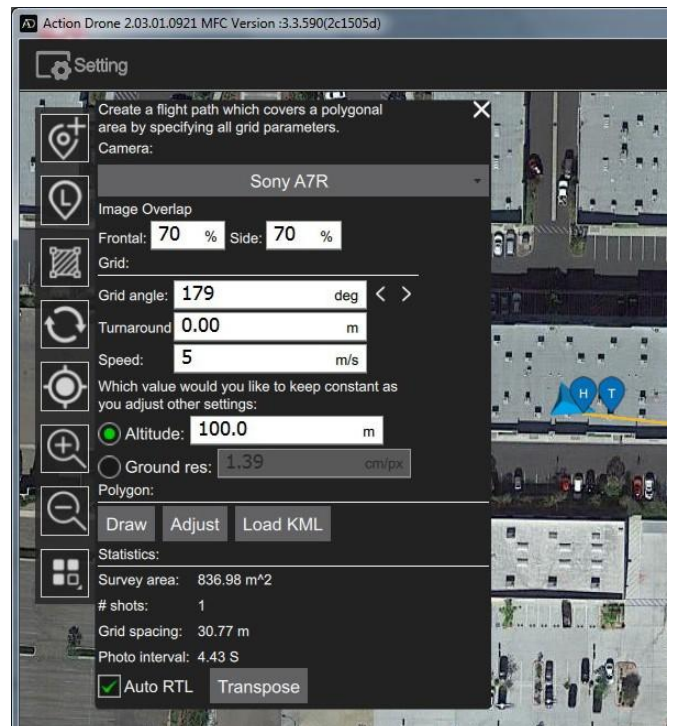 Action Drone 2.03.01.0921 MFC Version :3.3.590(2c1505d)
Setting
Create a flight path which covers a polygonal
area by specifying all grid parameters.
Camera:
Sony A7R
Image Overlap
Frontal: 70 % Side: 70 %
Grid:
Grid angle: 179 deg < >
Turnaround 0.00 m
Speed: 5 m/s
Which value would you like to keep constant as
you adjust other settings:
Altitude: 100.0 m
Ground res: 1.39 cm/px
Polygon:
Draw Adjust Load KML
Statistics:
Survey area: 836.98 m^2
# shots: 1
Grid spacing: 30.77 m
Photo interval: 4.43 S
Auto RTL Transpose
L
H T